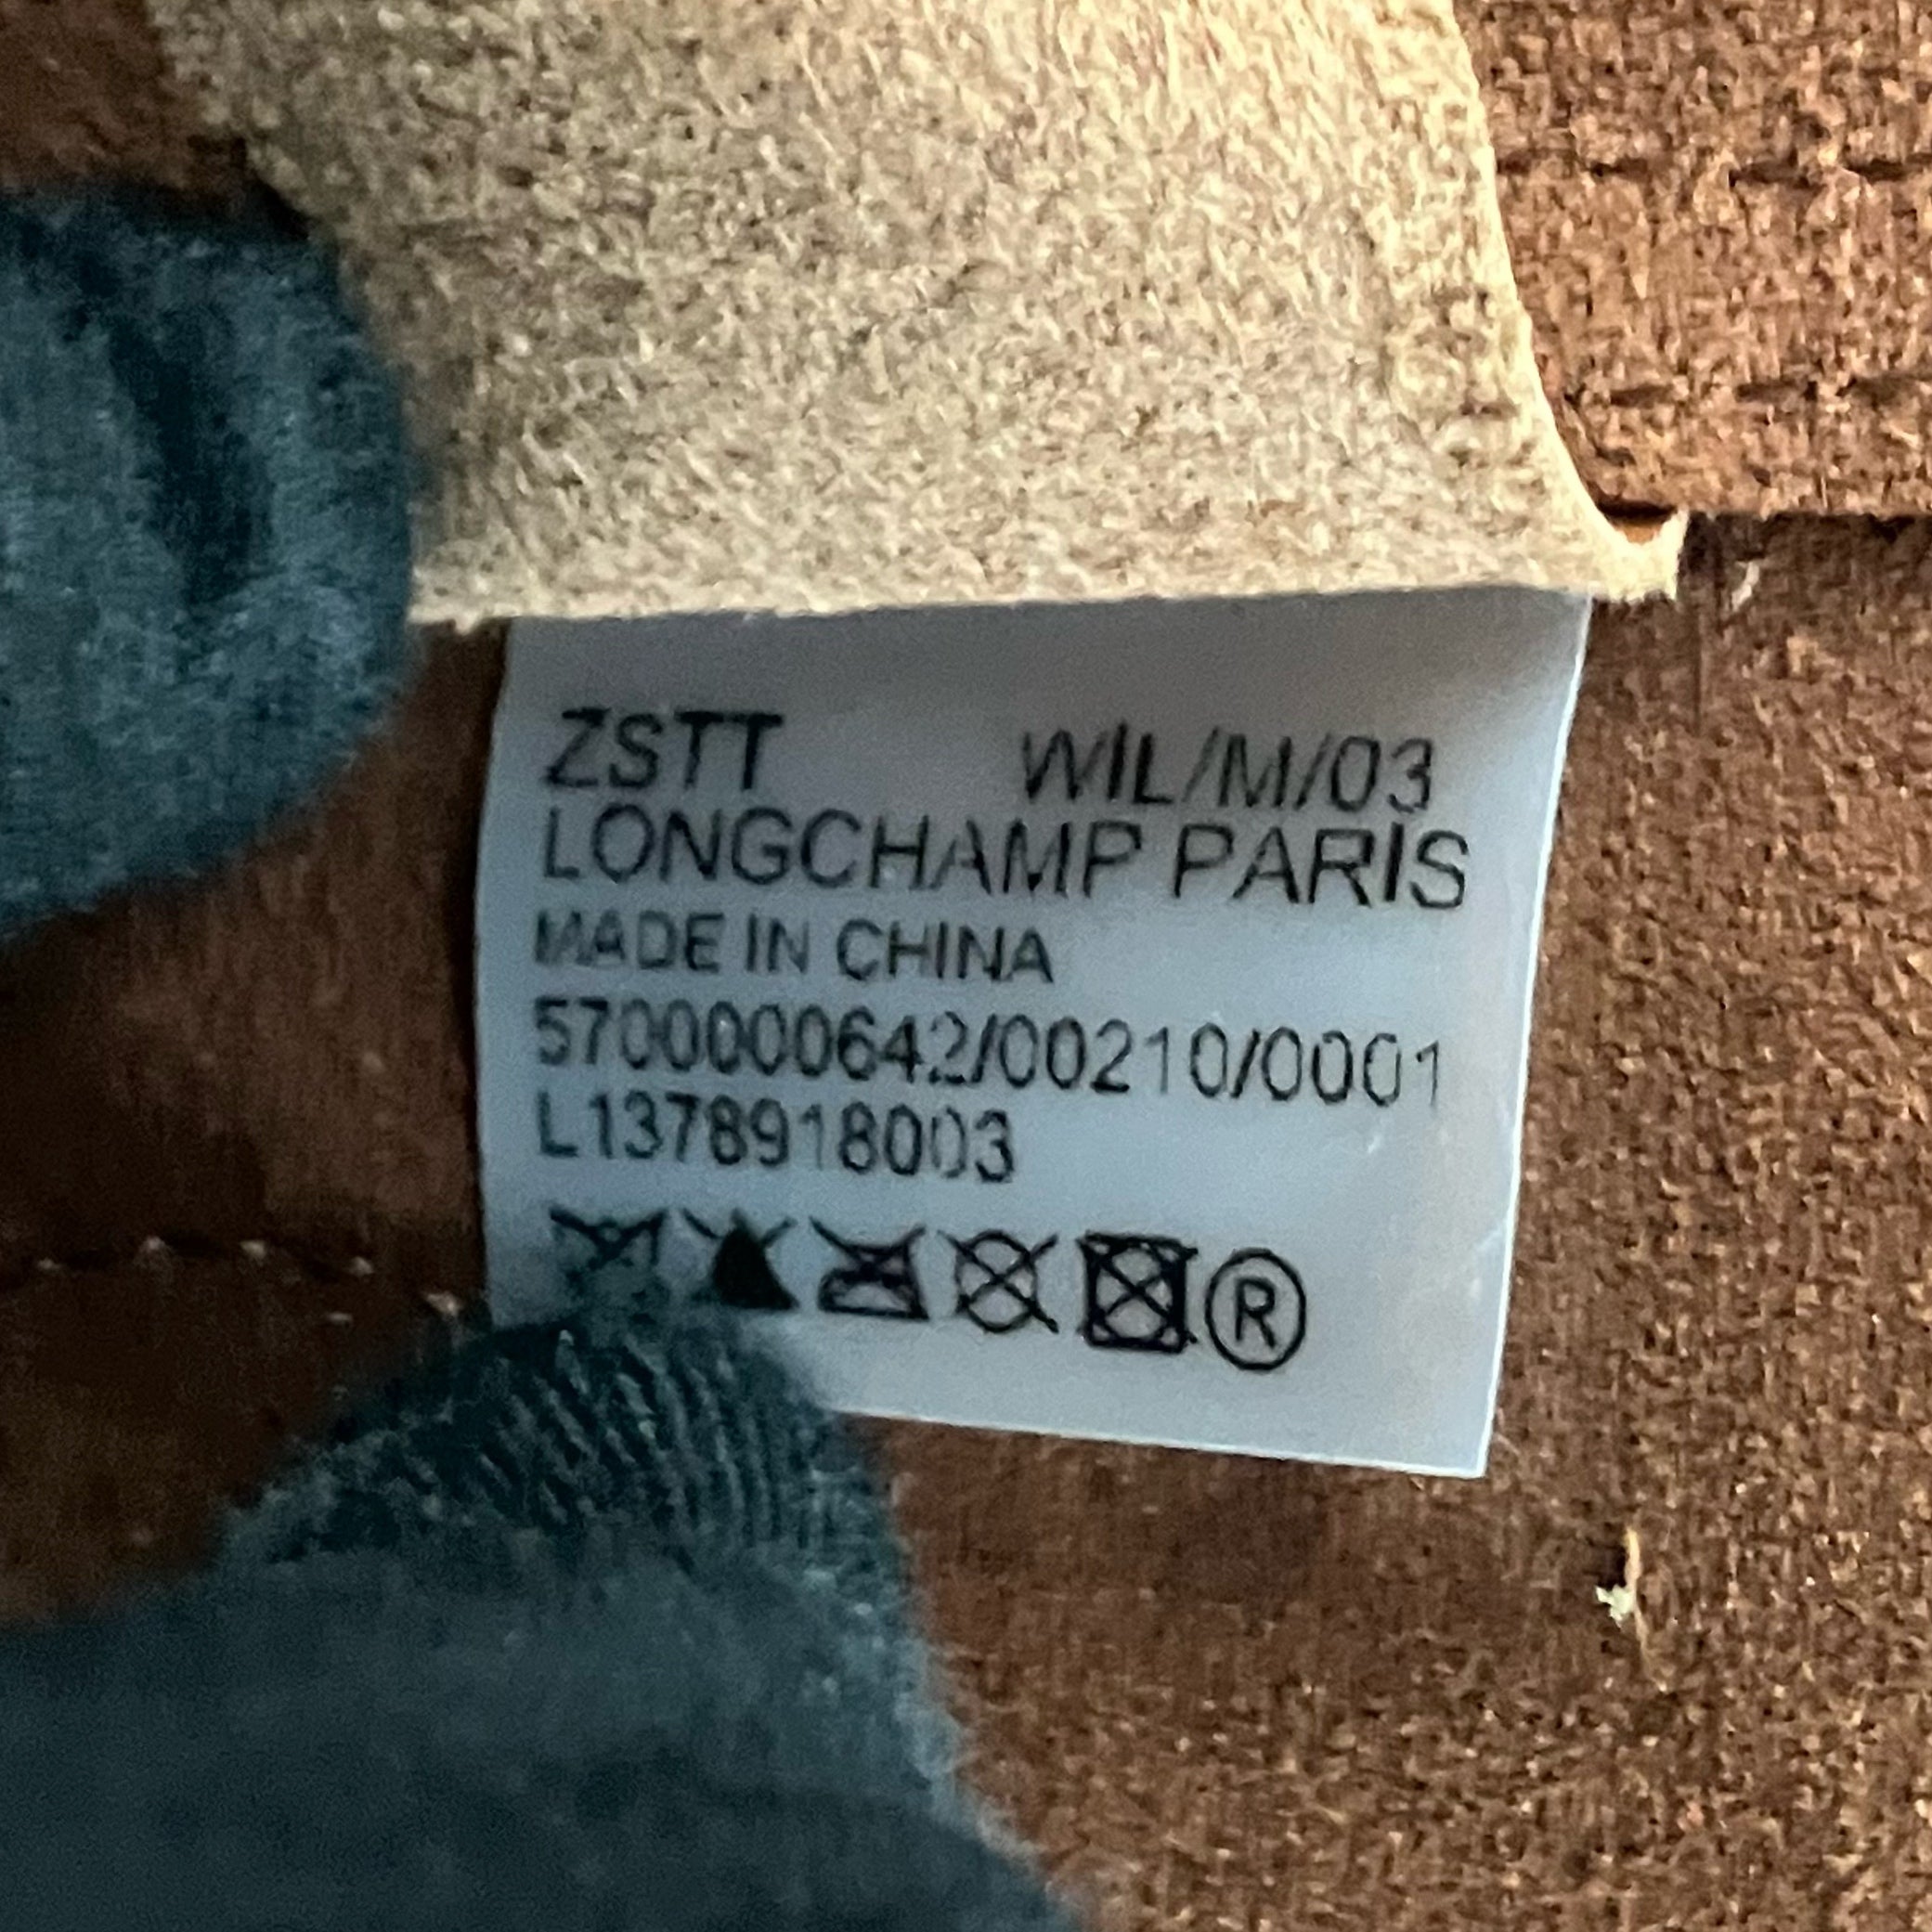 ZSTT WIL/M/03
LONGCHAMP PARIS
MADE IN CHINA
5700000642/00210/0001
L1378918003
®